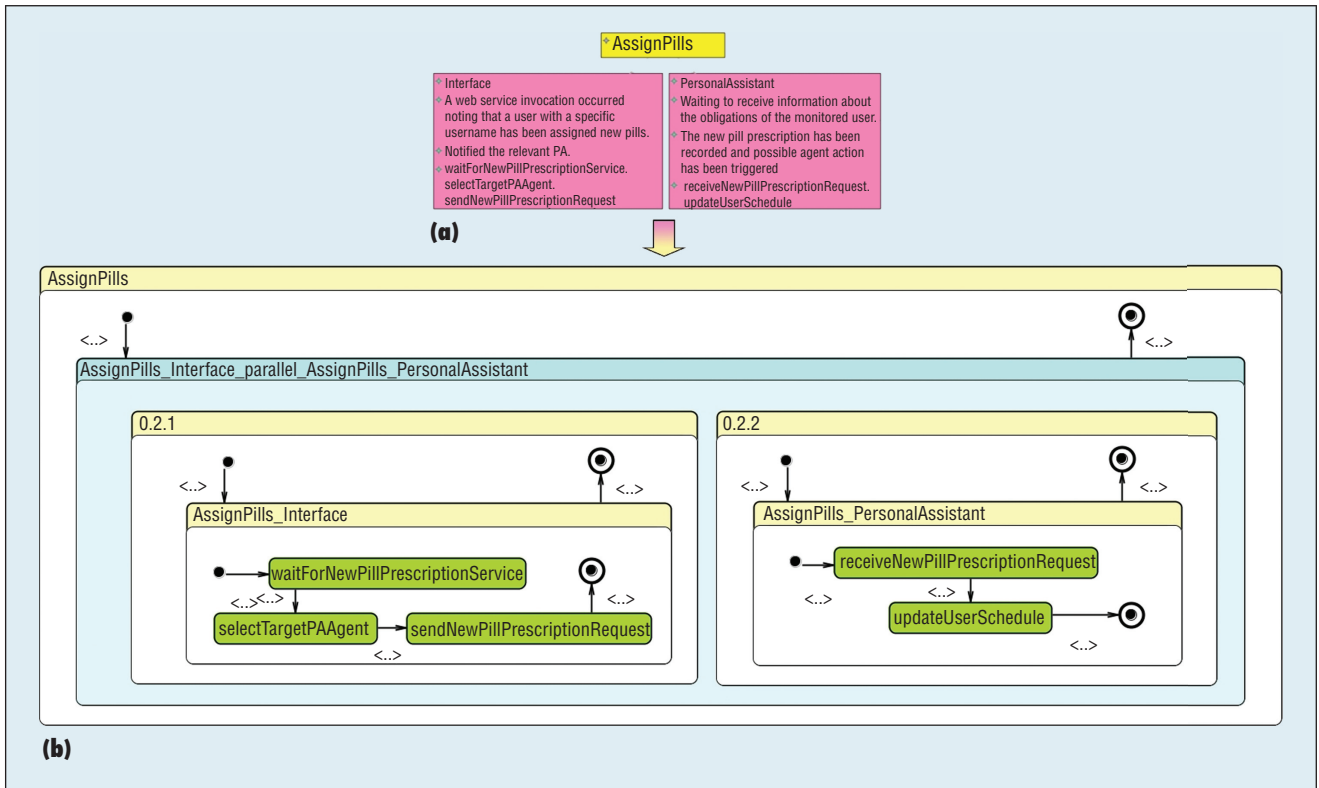 AssignPills
Interface
A web service invocation occurred
noting that a user with a specific
username has been assigned new pills.
Notified the relevant PA.
waitForNewPillPrescriptionService.
selectTargetPAAgent.
sendNewPillPrescriptionRequest
PersonalAssistant
Waiting to receive information about
the obligations of the monitored user.
The new pill prescription has been
recorded and possible agent action
has been triggered
receiveNewPillPrescriptionRequest.
updateUserSchedule
(a)
AssignPills
<..>
<..>
AssignPills_Interface_parallel_AssignPills_PersonalAssistant
0.2.1
<..>
<..>
AssignPills_Interface
waitForNewPillPrescriptionService
<..>
<..>
<..>
selectTargetPAAgent
sendNewPillPrescriptionRequest
<..>
0.2.2
<..>
<..>
AssignPills_PersonalAssistant
receiveNewPillPrescriptionRequest
<..>
<..>
updateUserSchedule
<..>
(b)